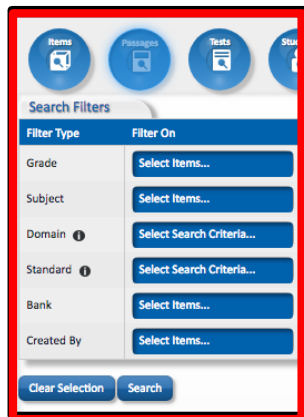 Items Passages Tests
Search Filters
Filter Type Filter On
Grade Select Items...
Subject Select Items...
Domain Select Search Criteria...
Standard Select Search Criteria...
Bank Select Items...
Created By Select Items...
Clear Selection Search